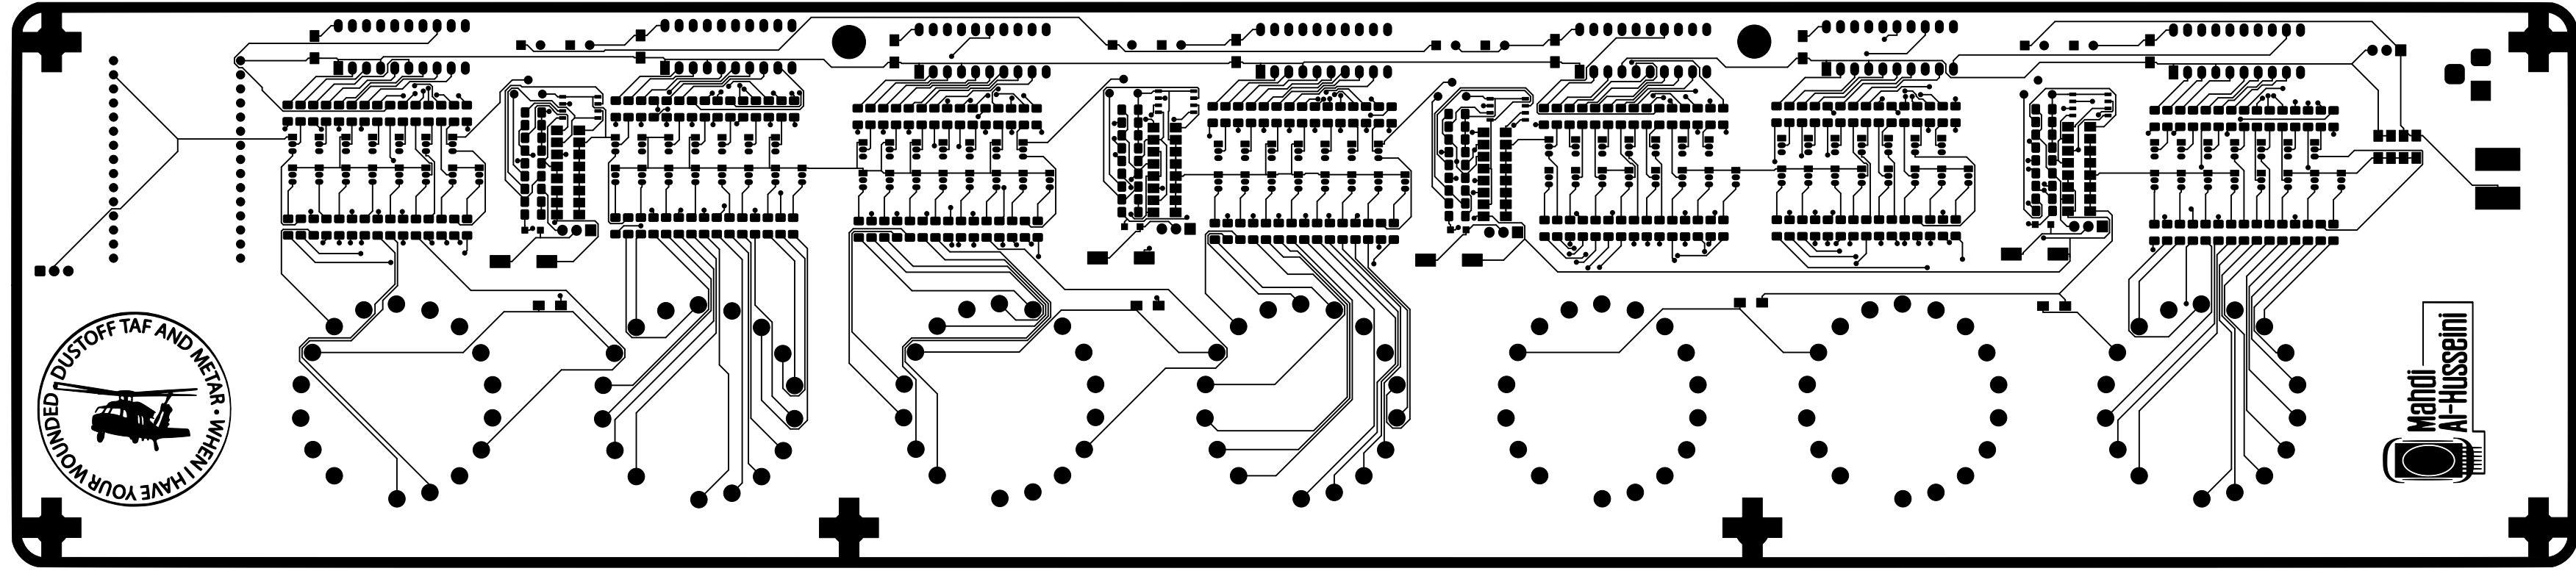 DUSTOFF TAF AND METAR • WHEN I HAVE YOUR WOUNDED •
Mahdi
Al-Husseini